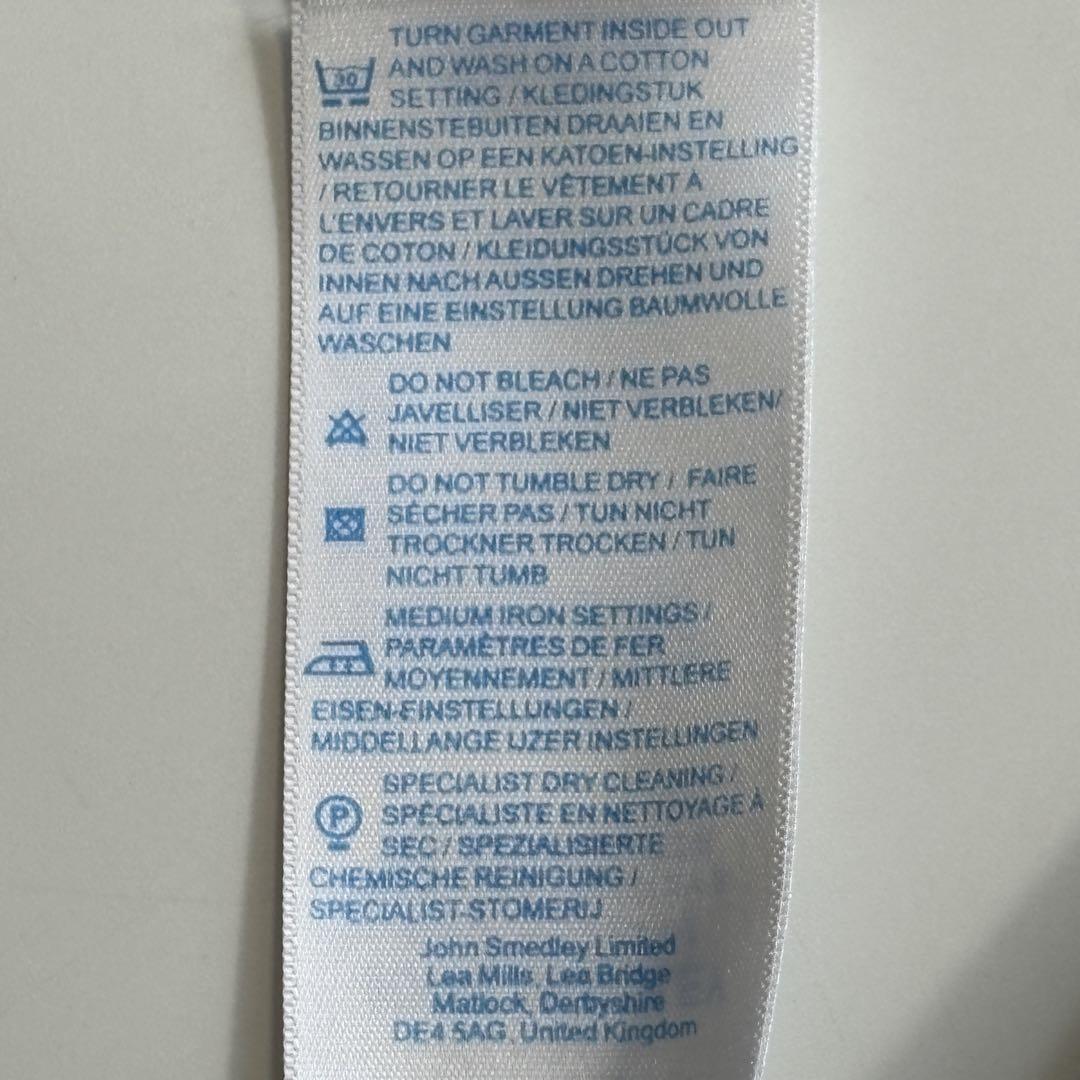 TURN GARMENT INSIDE OUT
30 AND WASH ON A COTTON
SETTING / KLEDINGSTUK
BINNENSTEBUITEN DRAAIEN EN
WASSEN OP EEN KATOEN-INSTELLING
/ RETOURNER LE VÊTEMENT À
L'ENVERS ET LAVER SUR UN CADRE
DE COTON / KLEIDUNGSSTÜCK VON
INNEN NACH AUSSEN DREHEN UND
AUF EINE EINSTELLUNG BAUMWOLLE
WASCHEN
DO NOT BLEACH / NE PAS
JAVELLISER / NIET VERBLEKEN/
NIET VERBLEKEN
DO NOT TUMBLE DRY / FAIRE
SÉCHER PAS / TUN NICHT
TROCKNER TROCKEN / TUN
NICHT TUMB
MEDIUM IRON SETTINGS /
PARAMÈTRES DE FER
MOYENNEMENT / MITTLERE
EISEN-EINSTELLUNGEN /
MIDDELLANGE IJZER INSTELLINGEN
SPECIALIST DRY CLEANING /
P SPÉCIALISTE EN NETTOYAGE À
SEC / SPEZIALISIERTE
CHEMISCHE REINIGUNG /
SPECIALIST-STOMERIJ
John Smedley Limited
Lea Mills, Lea Bridge
Matlock, Derbyshire
DE4 5AG, United Kingdom